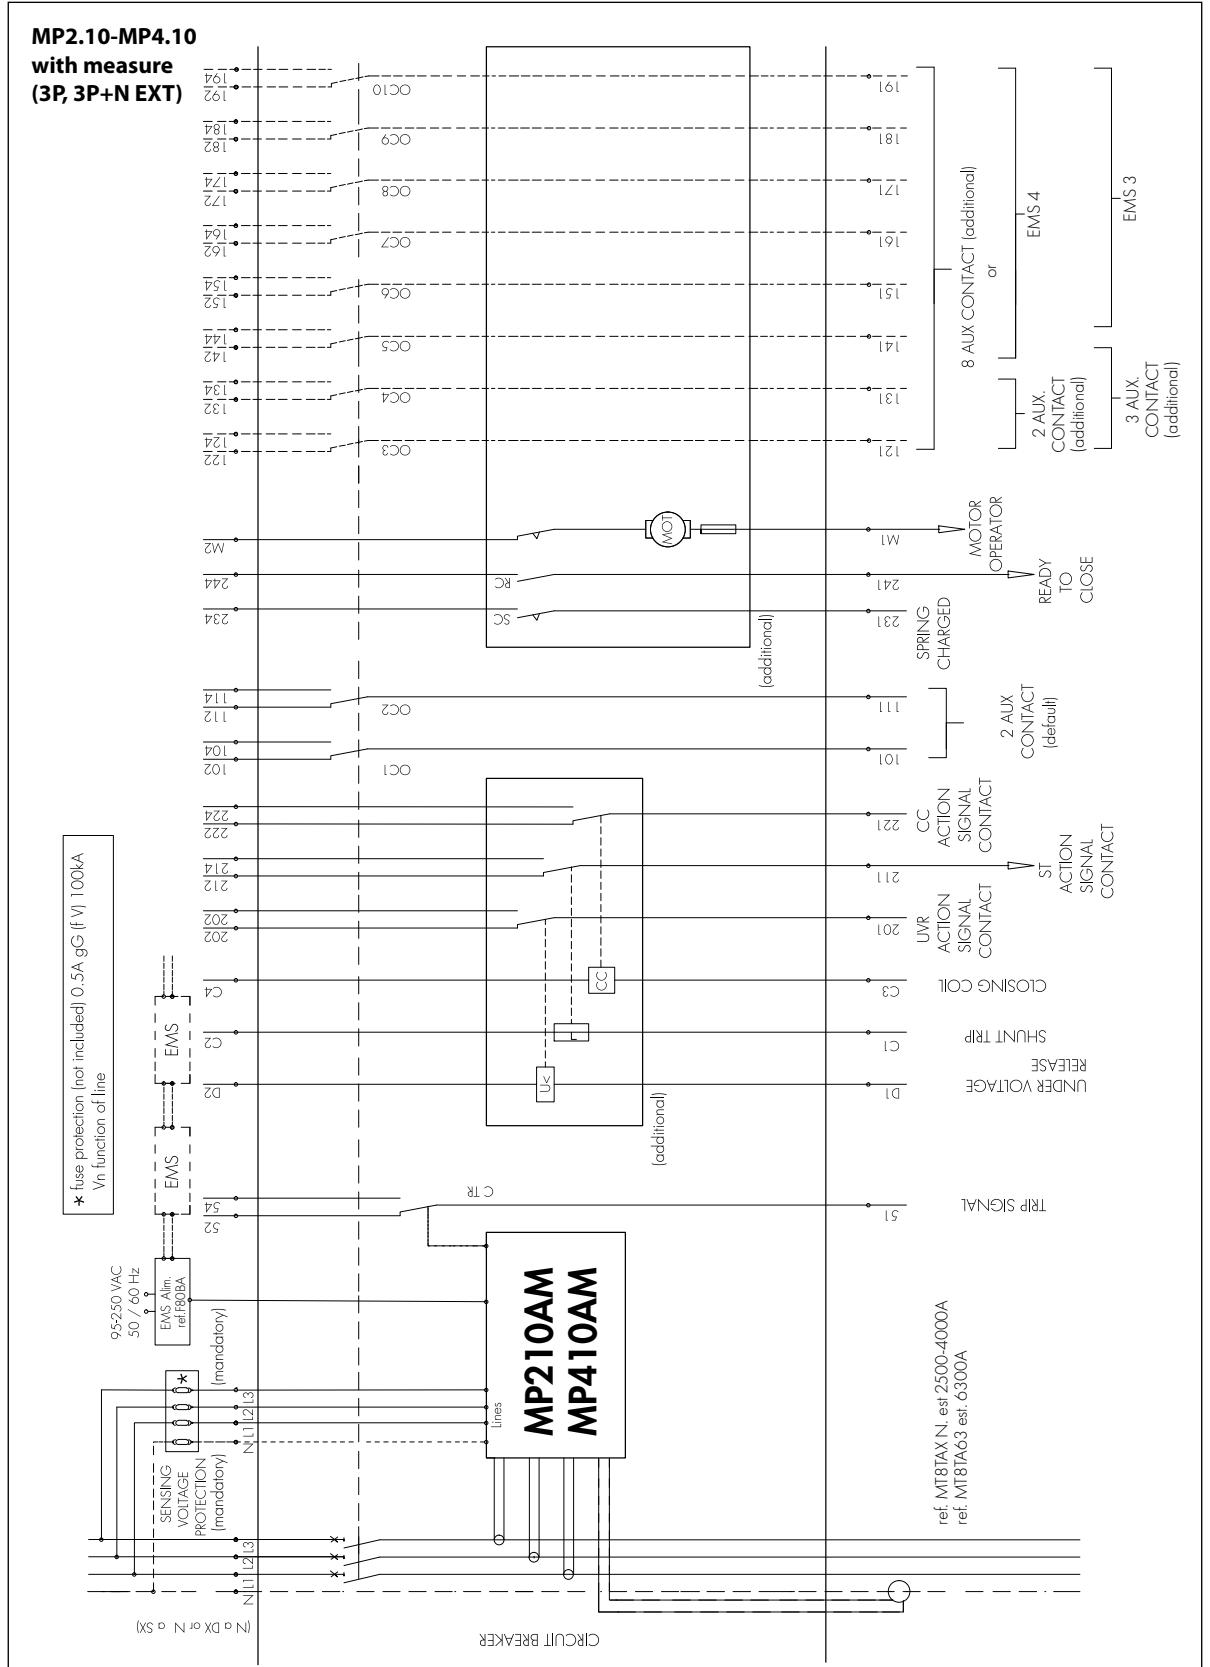 MP2.10-MP4.10
with measure
(3P, 3P+N EXT)
194
192
OC10
191
184
182
OC9
181
174
172
OC8
171
164
162
OC7
161
154
152
OC6
151
144
142
OC5
141
134
132
OC4
131
124
122
OC3
121
8 AUX CONTACT (additional)
or
EMS 4
EMS 3
2 AUX.
CONTACT
(additional)
3 AUX.
CONTACT
(additional)
M2
MOT
M1
MOTOR
OPERATOR
244
RC
241
READY
TO
CLOSE
234
SC
231
SPRING
CHARGED
(additional)
114
112
OC2
111
104
102
OC1
101
2 AUX
CONTACT
(default)
224
222
221
CC
ACTION
SIGNAL
CONTACT
214
212
211
ST
ACTION
SIGNAL
CONTACT
202
202
201
UVR
ACTION
SIGNAL
CONTACT
C4
CC
C3
CLOSING COIL
C2
L
C1
SHUNT TRIP
D2
U<
D1
UNDER VOLTAGE
RELEASE
(additional)
* fuse protection (not included) 0.5A gG (f V) 100kA
Vn function of line
EMS
EMS
54
52
C TR
51
TRIP SIGNAL
95-250 VAC
50 / 60 Hz
EMS Alim.
ref.F80BA
(mandatory)
MP210AM
MP410AM
Lines
*
N L1 L2 L3
SENSING
VOLTAGE
PROTECTION
(mandatory)
ref. MT8TAX N. est 2500-4000A
ref. MT8TA63 est. 6300A
N L1 L2 L3
(N a DX or N a SX)
CIRCUIT BREAKER